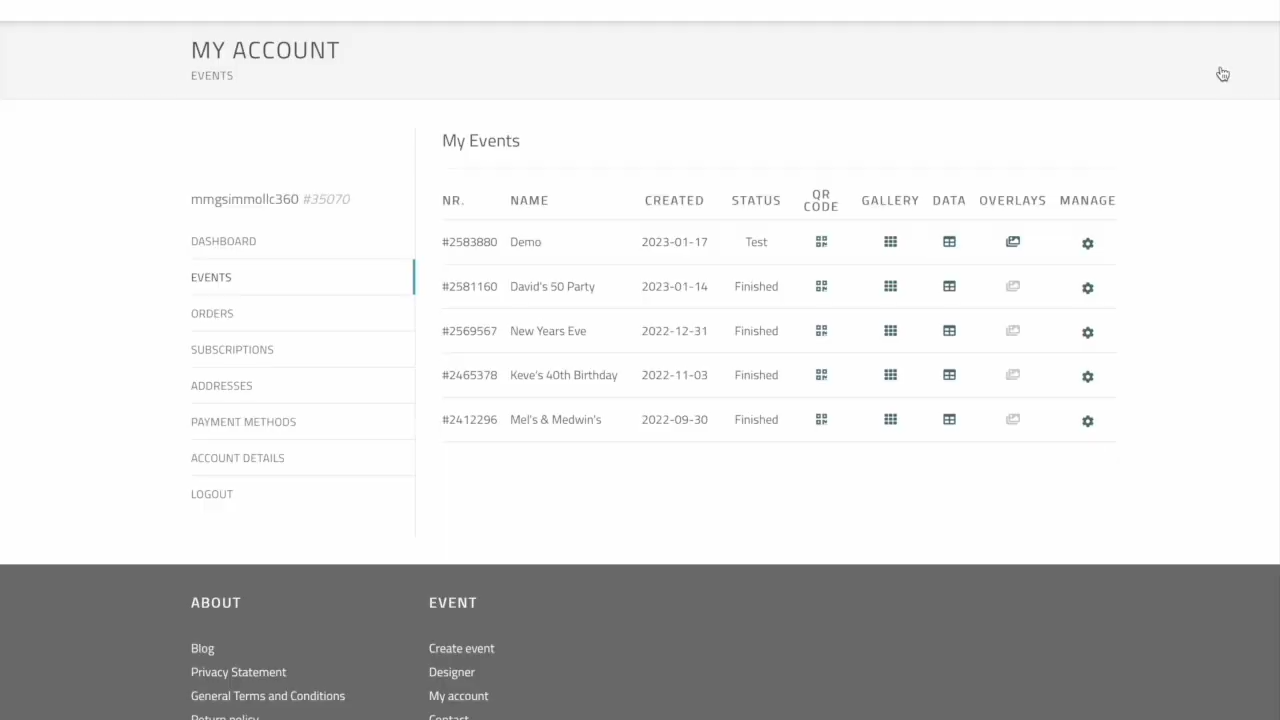 MY ACCOUNT
EVENTS
My Events
mmgsimmollc360 #35070
DASHBOARD
EVENTS
ORDERS
SUBSCRIPTIONS
ADDRESSES
PAYMENT METHODS
ACCOUNT DETAILS
LOGOUT
NR. NAME CREATED STATUS QR CODE GALLERY DATA OVERLAYS MANAGE
#2583880 Demo 2023-01-17 Test
#2581160 David's 50 Party 2023-01-14 Finished
#2569567 New Years Eve 2022-12-31 Finished
#2465378 Keve's 40th Birthday 2022-11-03 Finished
#2412296 Mel's & Medwin's 2022-09-30 Finished
ABOUT
Blog
Privacy Statement
General Terms and Conditions
Return policy
EVENT
Create event
Designer
My account
Contact